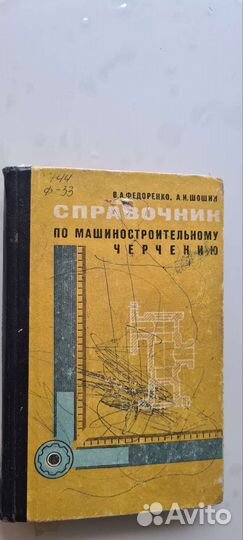 744
Ф-33
В.А.ФЕДОРЕНКО, А.И.ШОШИН
СПРАВОЧНИК
ПО МАШИНОСТРОИТЕЛЬНОМУ
ЧЕРЧЕНИЮ
Avito